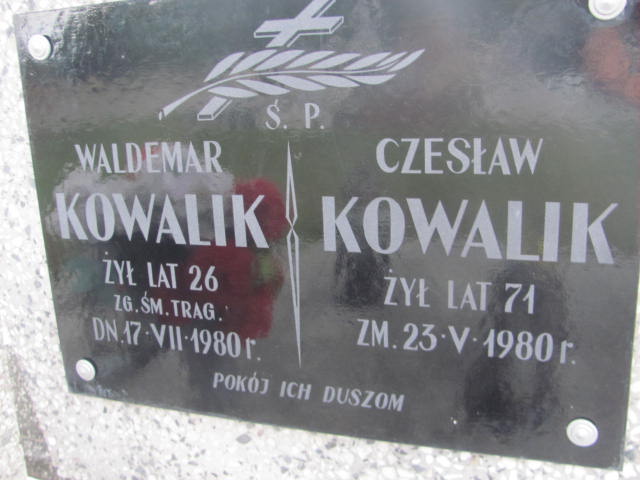 Ś. P.
WALDEMAR
KOWALIK
ŻYŁ LAT 26
ZG. ŚM. TRAG.
DN. 17·VII·1980 r.
CZESŁAW
KOWALIK
ŻYŁ LAT 71
ZM. 23·V·1980 r.
POKÓJ ICH DUSZOM